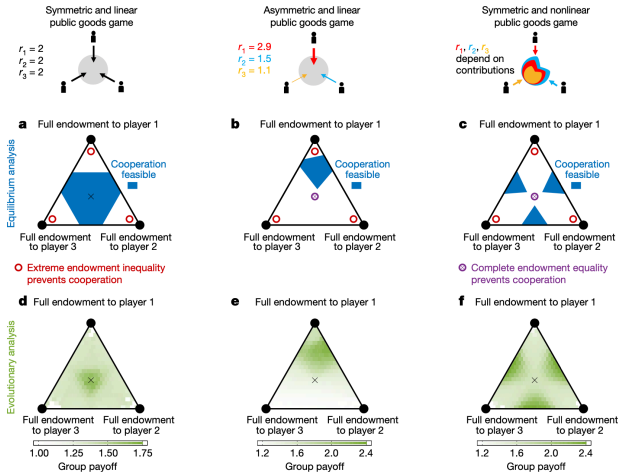 Symmetric and linear
public goods game
Asymmetric and linear
public goods game
Symmetric and nonlinear
public goods game
r1 = 2
r2 = 2
r3 = 2
r1 = 2.9
r2 = 1.5
r3 = 1.1
r1, r2, r3
depend on
contributions
Equilibrium analysis
a Full endowment to player 1
Cooperation
feasible
Full endowment
to player 3
Full endowment
to player 2
b Full endowment to player 1
Cooperation
feasible
Full endowment
to player 3
Full endowment
to player 2
c Full endowment to player 1
Cooperation
feasible
Full endowment
to player 3
Full endowment
to player 2
Extreme endowment inequality
prevents cooperation
Complete endowment equality
prevents cooperation
Evolutionary analysis
d Full endowment to player 1
Full endowment
to player 3
Full endowment
to player 2
1.00 1.25 1.50 1.75
Group payoff
e Full endowment to player 1
Full endowment
to player 3
Full endowment
to player 2
1.2 1.6 2.0 2.4
Group payoff
f Full endowment to player 1
Full endowment
to player 3
Full endowment
to player 2
1.2 1.6 2.0 2.4
Group payoff